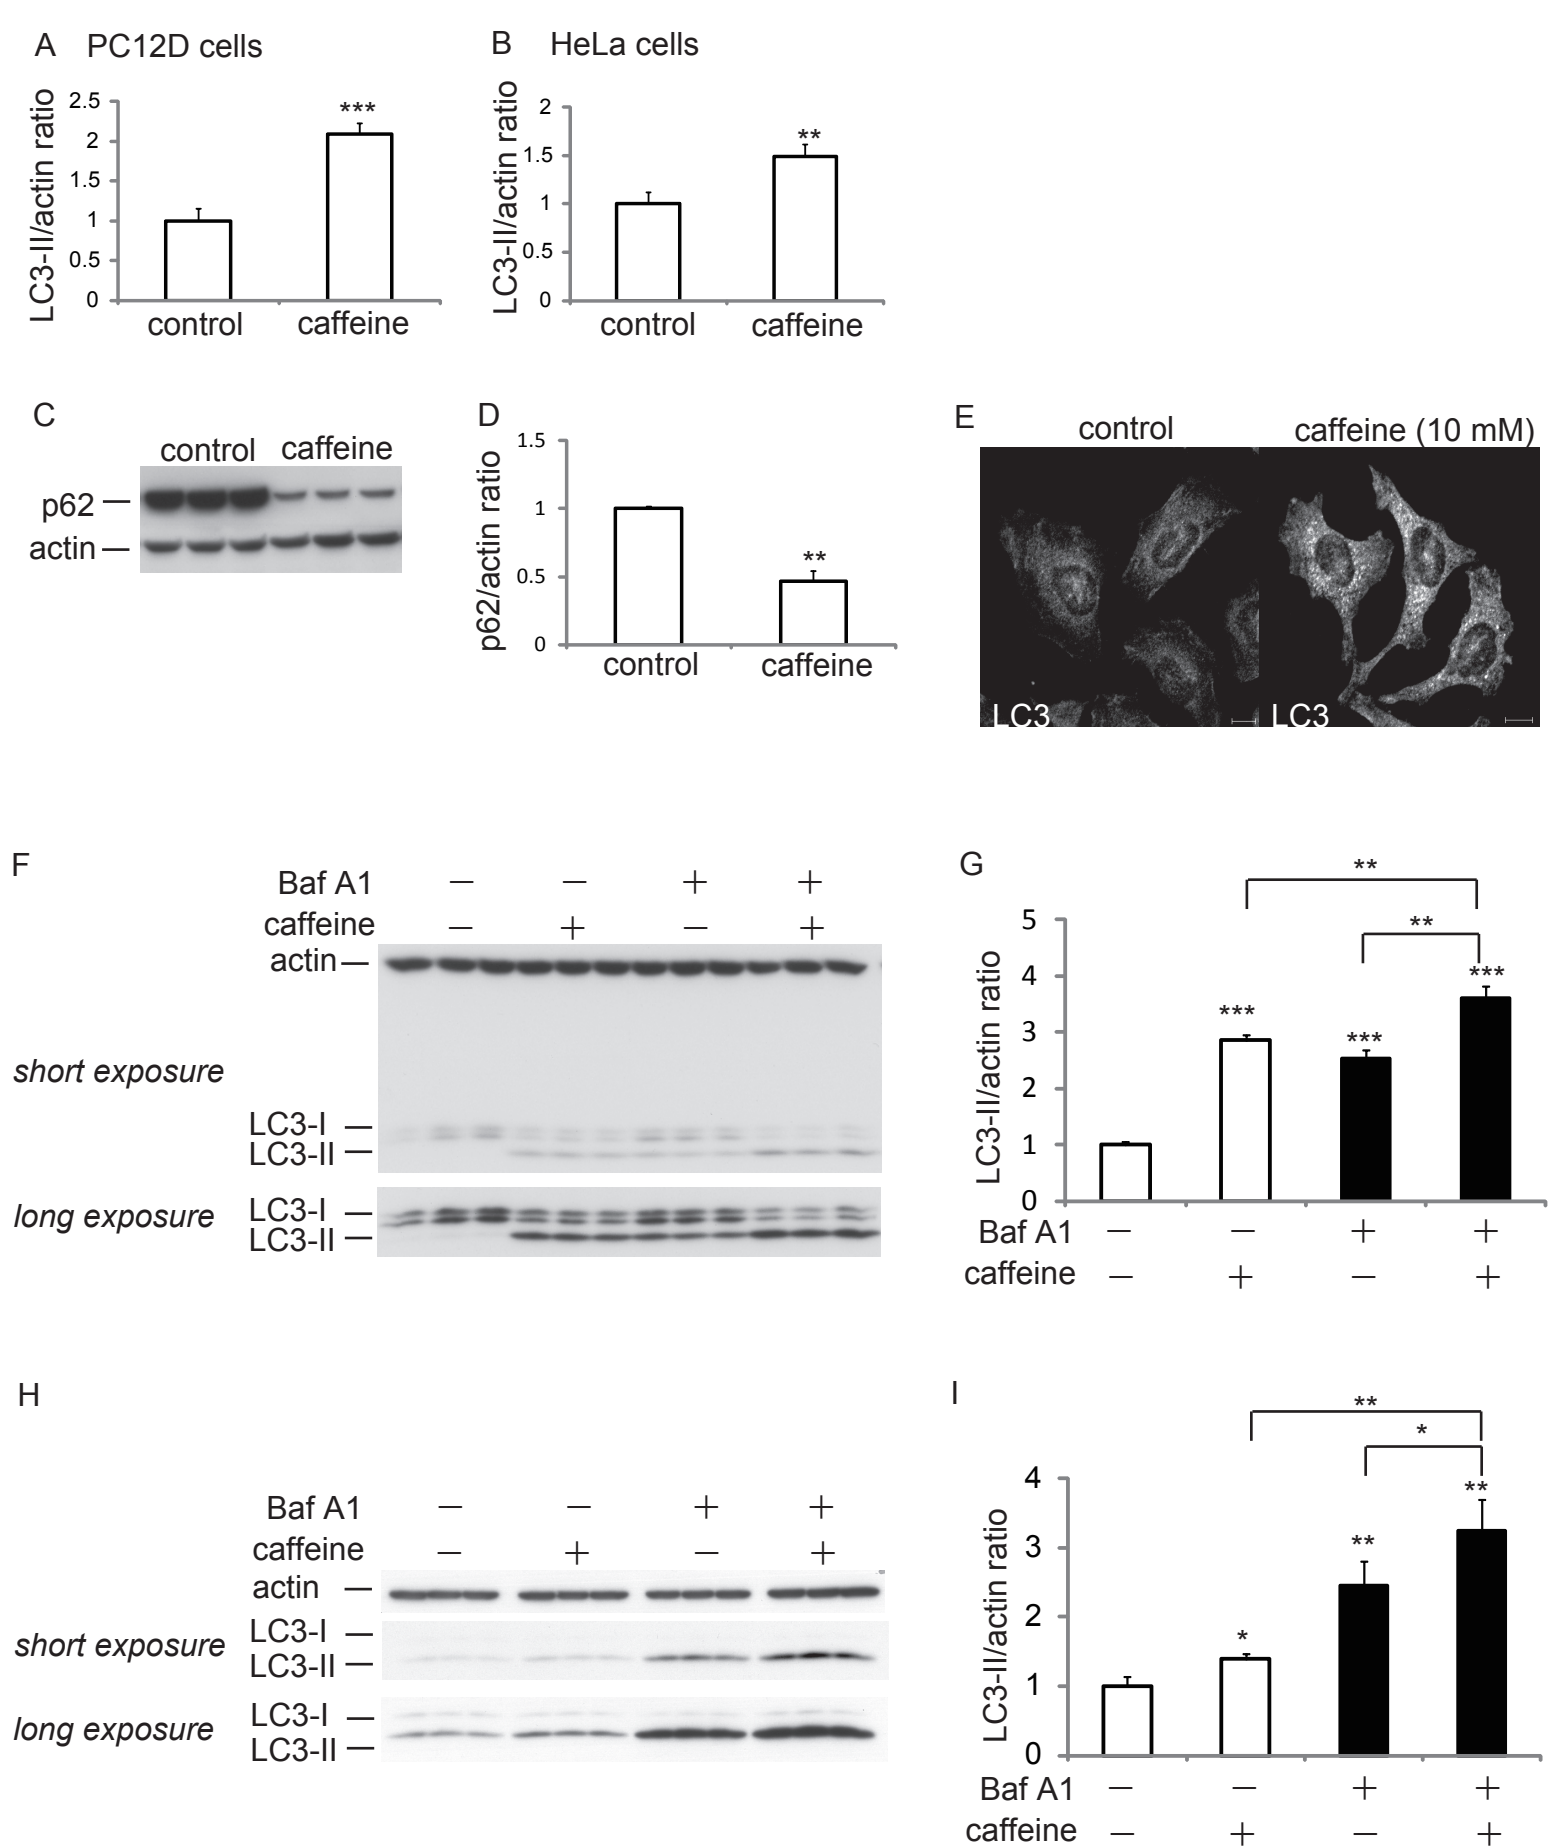 A PC12D cells
LC3-II/actin ratio
2.5
2
1.5
1
0.5
0
***
control caffeine
B HeLa cells
LC3-II/actin ratio
2
1.5
1
0.5
0
**
control caffeine
C
control caffeine
p62 —
actin —
D
p62/actin ratio
1.5
1
0.5
0
**
control caffeine
E
control caffeine (10 mM)
LC3 LC3
F
Baf A1 — — + +
caffeine — + — +
actin —
short exposure
LC3-I —
LC3-II —
long exposure
LC3-I —
LC3-II —
G
LC3-II/actin ratio
5
4
3
2
1
0
**
**
*** *** ***
Baf A1 — — + +
caffeine — + — +
H
Baf A1 — — + +
caffeine — + — +
actin —
short exposure
LC3-I —
LC3-II —
long exposure
LC3-I —
LC3-II —
I
LC3-II/actin ratio
4
3
2
1
0
**
*
* ** **
Baf A1 — — + +
caffeine — + — +